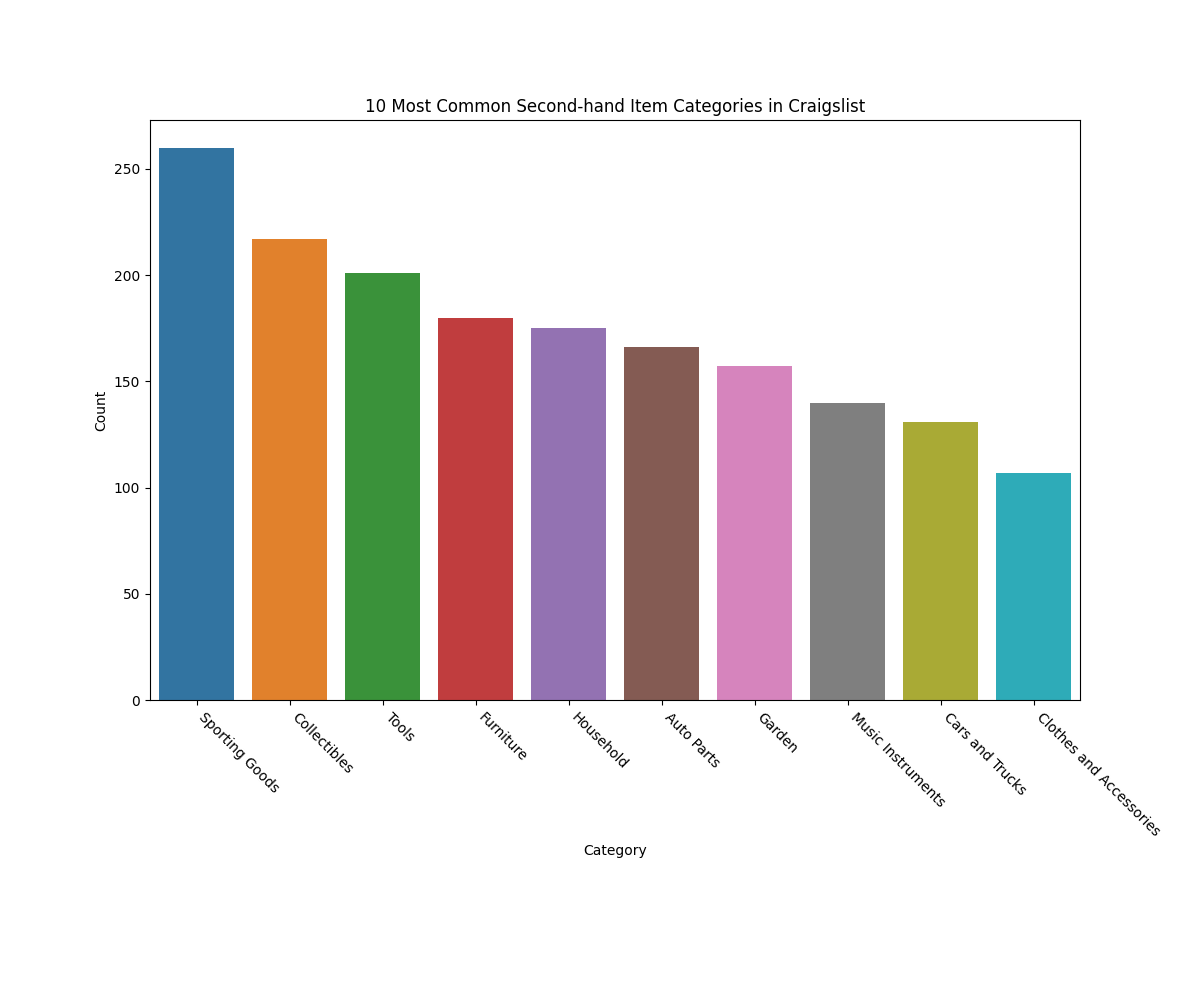 10 Most Common Second-hand Item Categories in Craigslist
Count
250
200
150
100
50
0
Sporting Goods
Collectibles
Tools
Furniture
Household
Auto Parts
Garden
Music Instruments
Cars and Trucks
Clothes and Accessories
Category